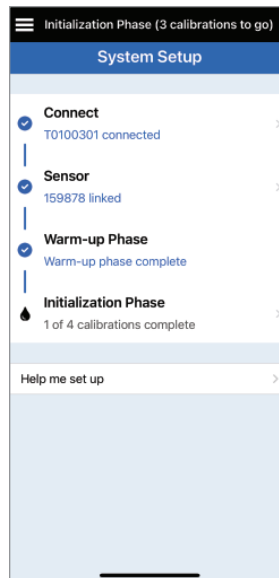 Initialization Phase (3 calibrations to go)
System Setup
Connect
T0100301 connected
Sensor
159878 linked
Warm-up Phase
Warm-up phase complete
Initialization Phase
1 of 4 calibrations complete
Help me set up